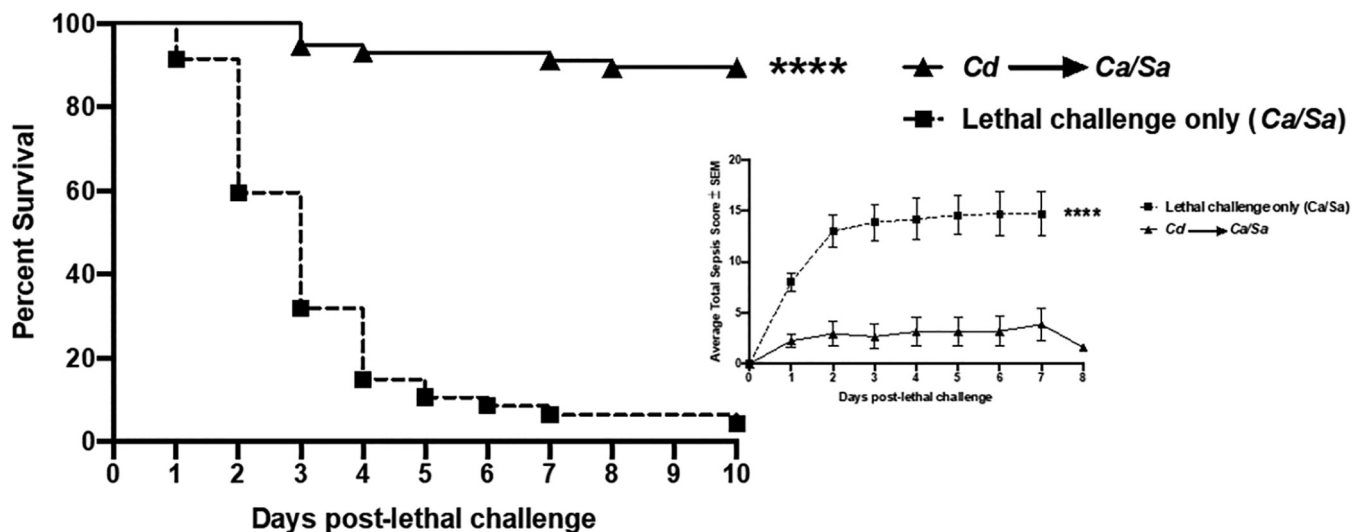 100
80
60
40
20
0
Percent Survival
0 1 2 3 4 5 6 7 8 9 10
Days post-lethal challenge
****
Cd Ca/Sa
Lethal challenge only (Ca/Sa)
20
15
10
5
0
Average Total Sepsis Score ± SEM
0 1 2 3 4 5 6 7 8
Days post-lethal challenge
****
Lethal challenge only (Ca/Sa)
Cd Ca/Sa